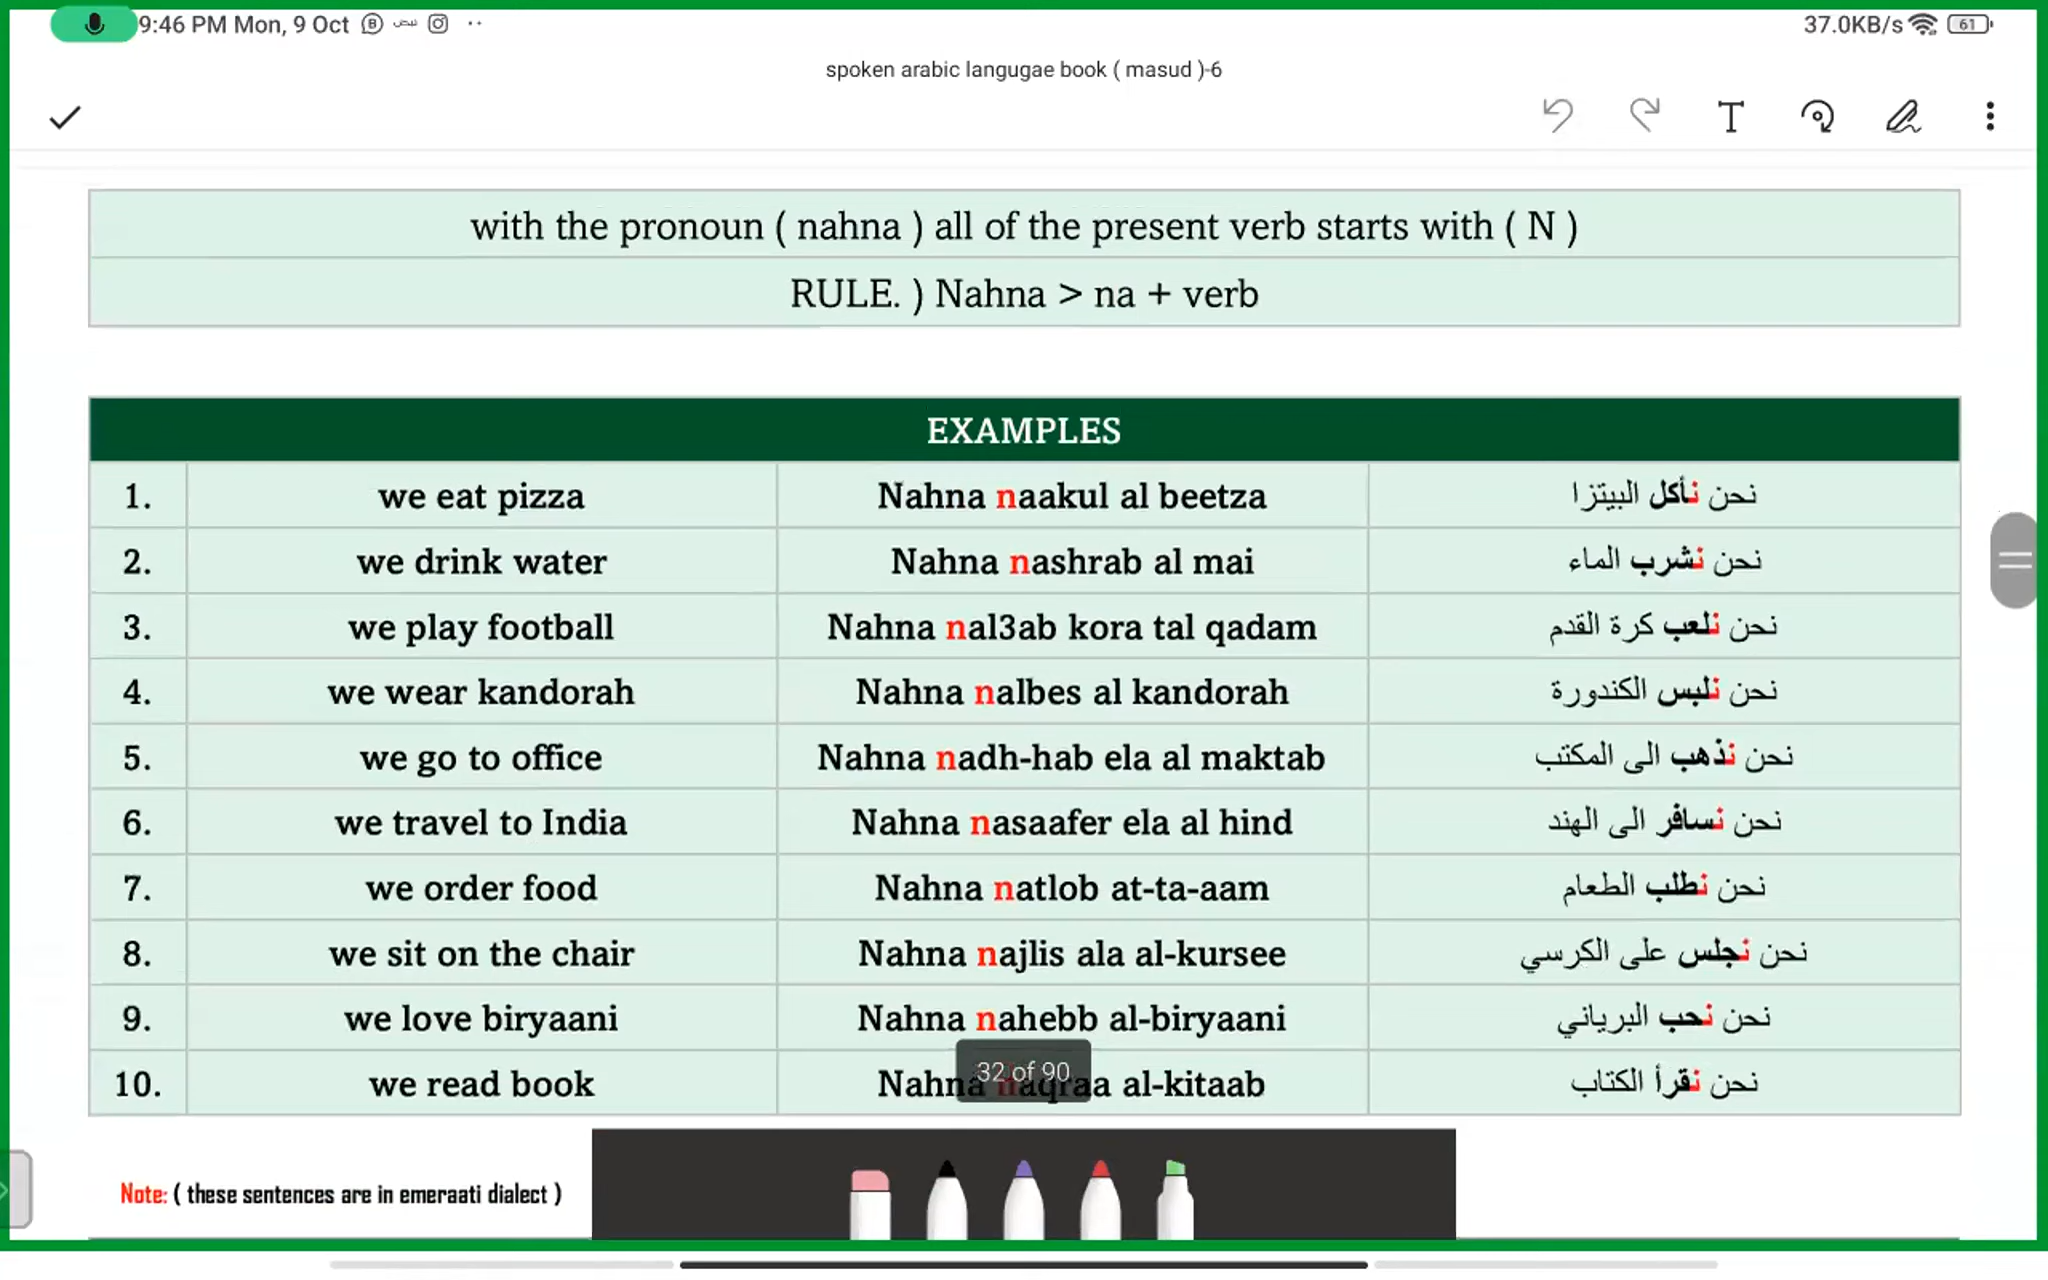 9:46 PM Mon, 9 Oct
37.0KB/s
61
spoken arabic langugae book ( masud )-6
with the pronoun ( nahna ) all of the present verb starts with ( N )
RULE. ) Nahna > na + verb
EXAMPLES
1. we eat pizza Nahna naakul al beetza نحن نأكل البيتزا
2. we drink water Nahna nashrab al mai نحن نشرب الماء
3. we play football Nahna nal3ab kora tal qadam نحن نلعب كرة القدم
4. we wear kandorah Nahna nalbes al kandorah نحن نلبس الكندورة
5. we go to office Nahna nadh-hab ela al maktab نحن نذهب الى المكتب
6. we travel to India Nahna nasaafer ela al hind نحن نسافر الى الهند
7. we order food Nahna natlob at-ta-aam نحن نطلب الطعام
8. we sit on the chair Nahna najlis ala al-kursee نحن نجلس على الكرسي
9. we love biryaani Nahna nahebb al-biryaani نحن نحب البرياني
10. we read book Nahna naqraa al-kitaab نحن نقرأ الكتاب
32 of 90
Note: ( these sentences are in emeraati dialect )